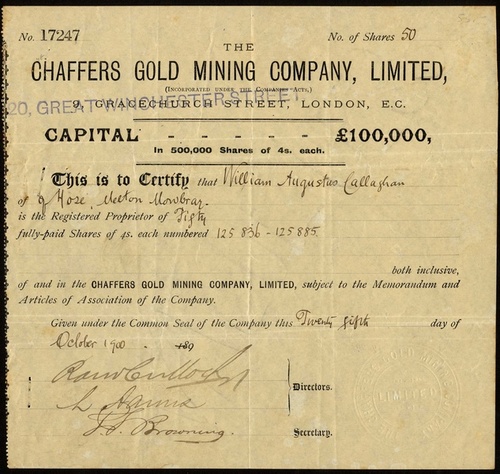 No. 17247 No. of Shares 50
THE
CHAFFERS GOLD MINING COMPANY, LIMITED,
(INCORPORATED UNDER THE COMPANIES ACTS,)
20, GREAT WINCHESTER STREET
9, GRACECHURCH STREET, LONDON, E.C.
CAPITAL - - - - - £100,000,
In 500,000 Shares of 4s. each.
This is to Certify that William Augustus Callaghan
of Hose, Melton Mowbray.
is the Registered Proprietor of Fifty
fully-paid Shares of 4s. each numbered 125 836 - 125 885.
both inclusive,
of and in the CHAFFERS GOLD MINING COMPANY, LIMITED, subject to the Memorandum and
Articles of Association of the Company.
Given under the Common Seal of the Company this Twenty fifth day of
October 1900. 189
Directors.
Browning.
Secretary.
LIMITED